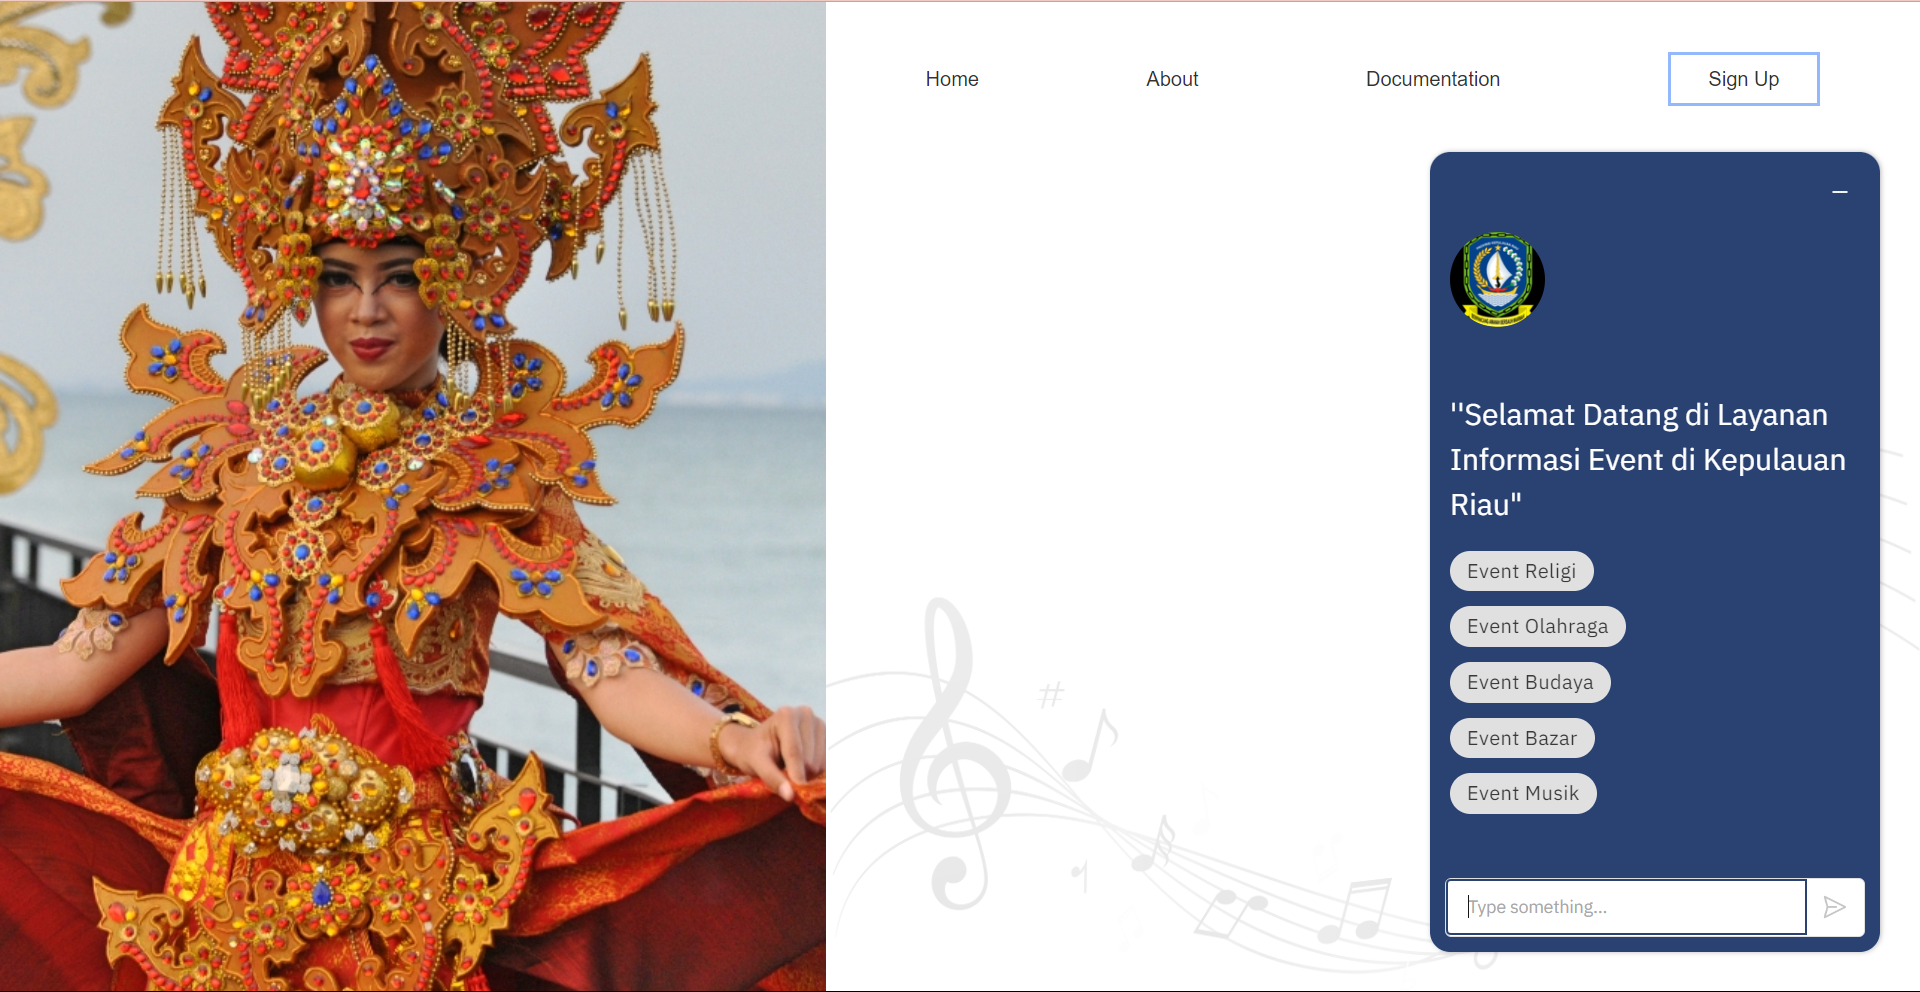 Home
About
Documentation
Sign Up
"Selamat Datang di Layanan
Informasi Event di Kepulauan
Riau"
Event Religi
Event Olahraga
Event Budaya
Event Bazar
Event Musik
Type something...